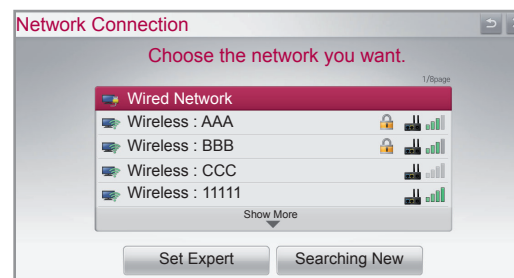 Network Connection
Choose the network you want.
1/8page
Wired Network
Wireless : AAA
Wireless : BBB
Wireless : CCC
Wireless : 11111
Show More
Set Expert
Searching New